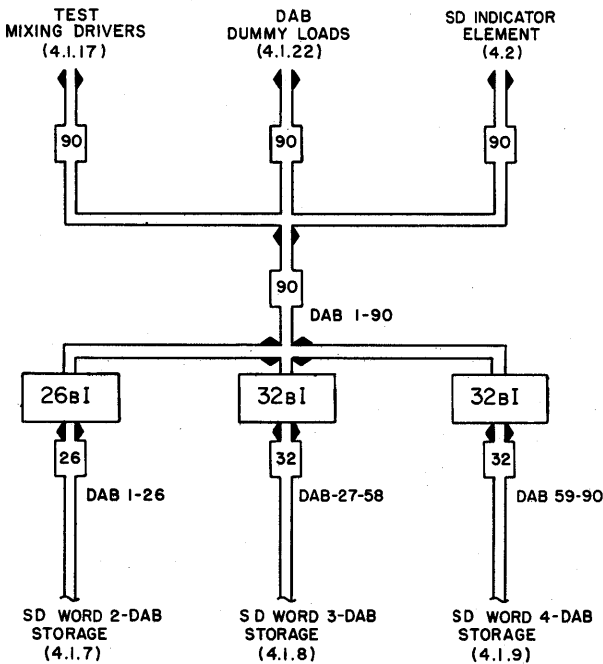 TEST
MIXING DRIVERS
(4.1.17)
DAB
DUMMY LOADS
(4.1.22)
SD INDICATOR
ELEMENT
(4.2)
90
90
90
90
DAB 1-90
26BI
32BI
32BI
26
32
32
DAB 1-26
DAB-27-58
DAB 59-90
SD WORD 2-DAB
STORAGE
(4.1.7)
SD WORD 3-DAB
STORAGE
(4.1.8)
SD WORD 4-DAB
STORAGE
(4.1.9)